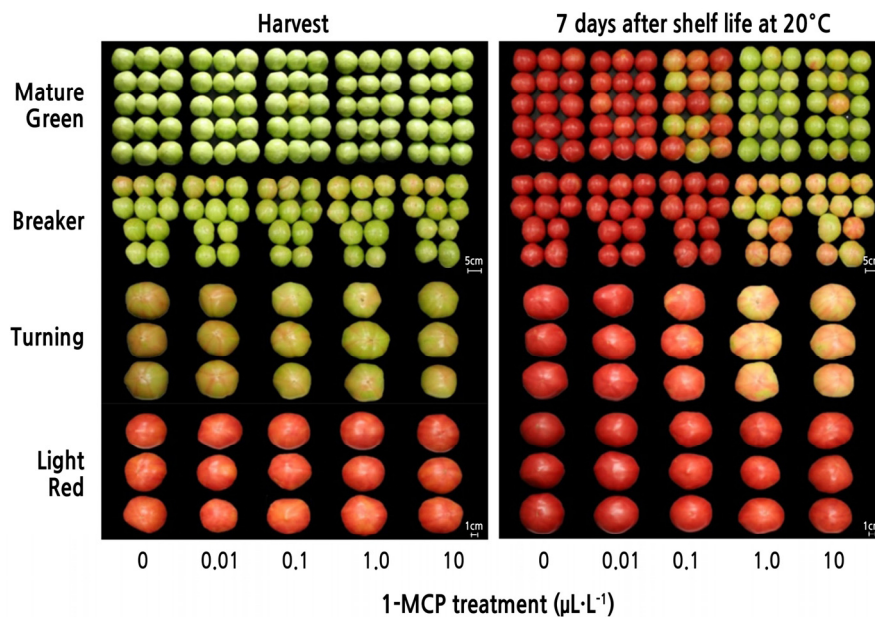 Harvest
7 days after shelf life at 20°C
Mature
Green
Breaker
5cm
5cm
Turning
Light
Red
1cm
1cm
0 0.01 0.1 1.0 10
0 0.01 0.1 1.0 10
1-MCP treatment (µL·L⁻¹)